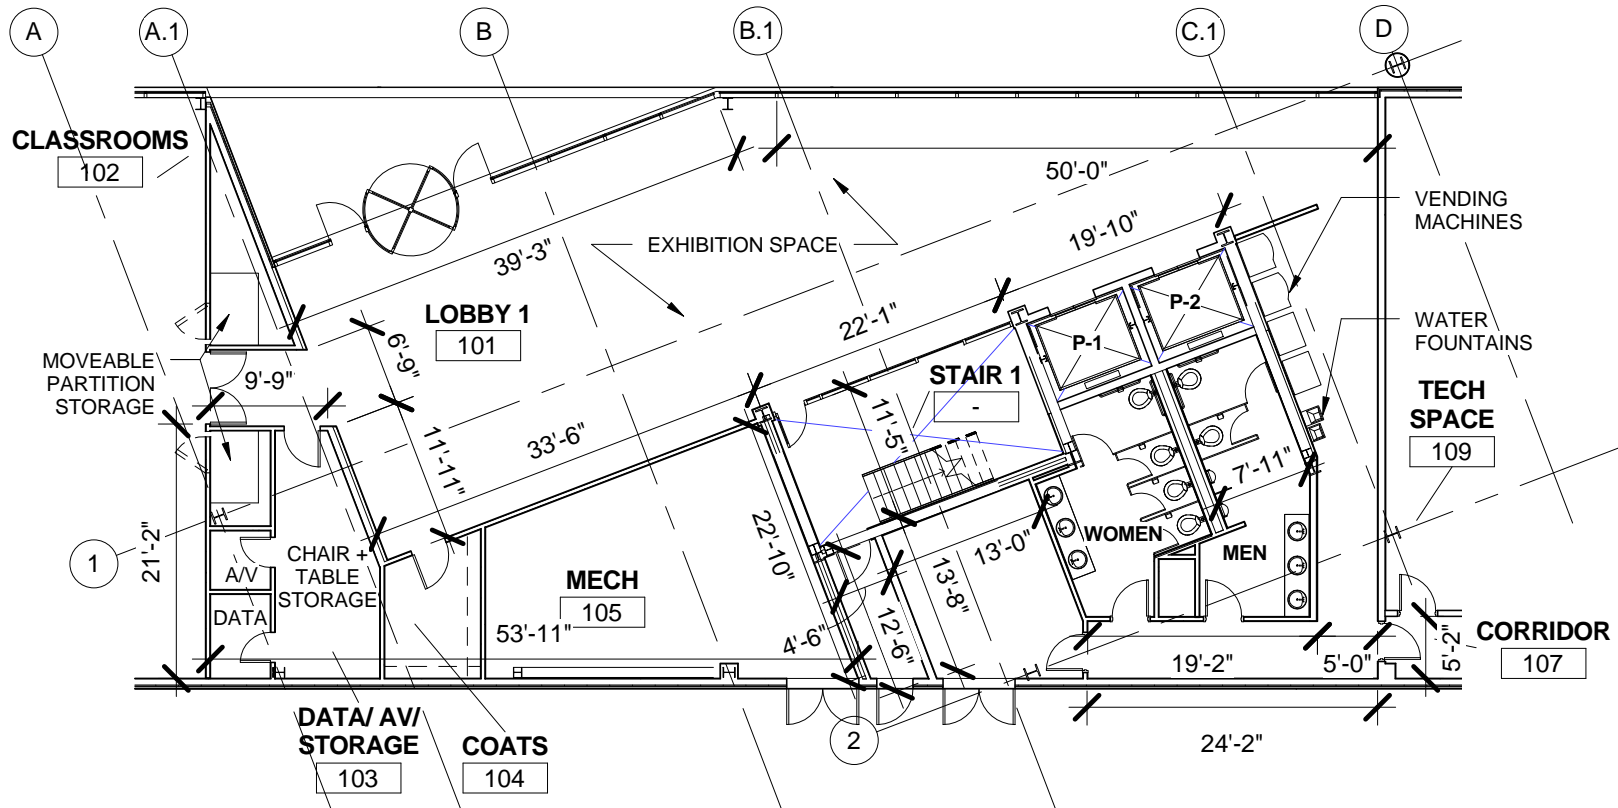 A
A.1
B
B.1
C.1
D
CLASSROOMS
102
50'-0"
VENDING
MACHINES
EXHIBITION SPACE
39'-3"
19'-10"
LOBBY 1
101
22'-1"
P-2
P-1
WATER
FOUNTAINS
MOVEABLE
PARTITION
STORAGE
9'-9"
6'-9"
STAIR 1
-
TECH
SPACE
109
11'-5"
33'-6"
11'-11"
7'-11"
21'-2"
1
22'-10"
WOMEN
MEN
13'-0"
CHAIR +
TABLE
STORAGE
A/V
DATA
MECH
105
13'-8"
53'-11"
4'-6"
12'-6"
19'-2"
5'-0"
5'-2"
CORRIDOR
107
DATA/ AV/
STORAGE
103
COATS
104
2
24'-2"